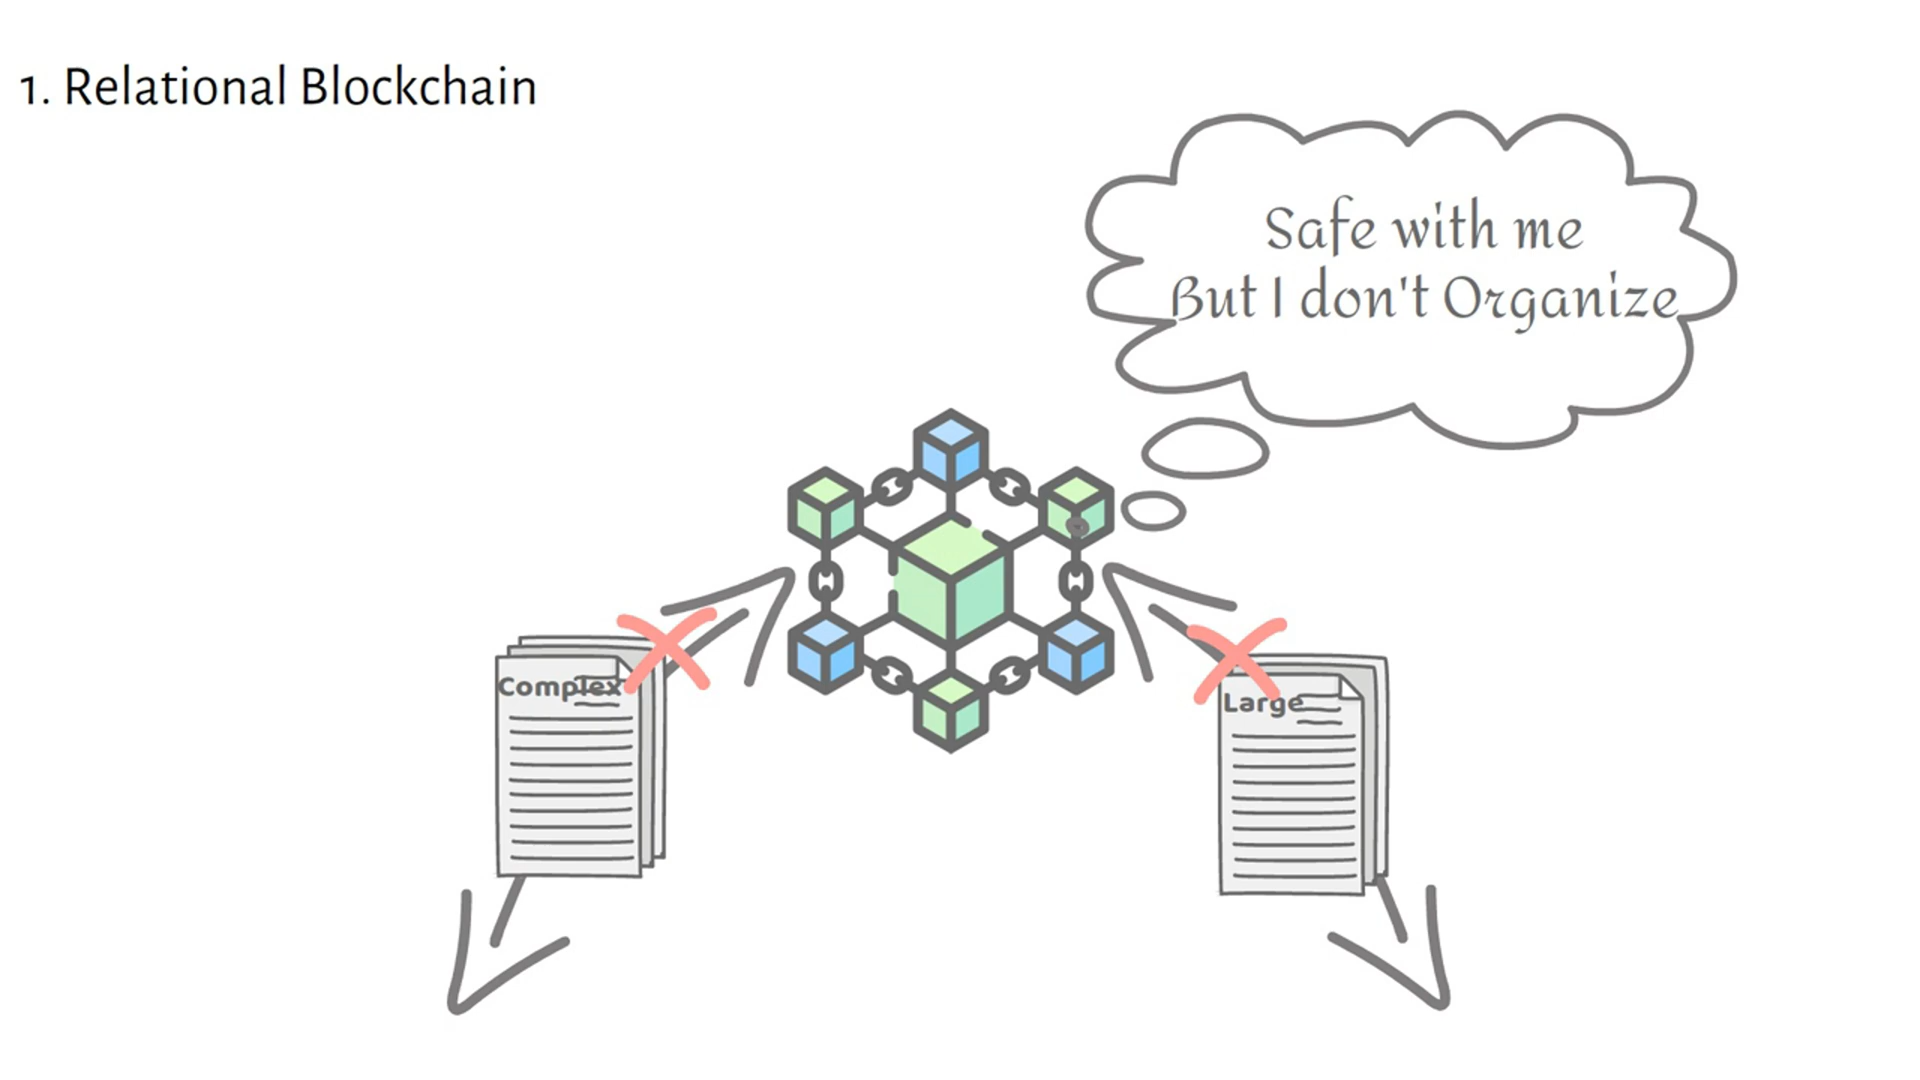 1. Relational Blockchain
Safe with me
But I don't Organize
Complex
Large